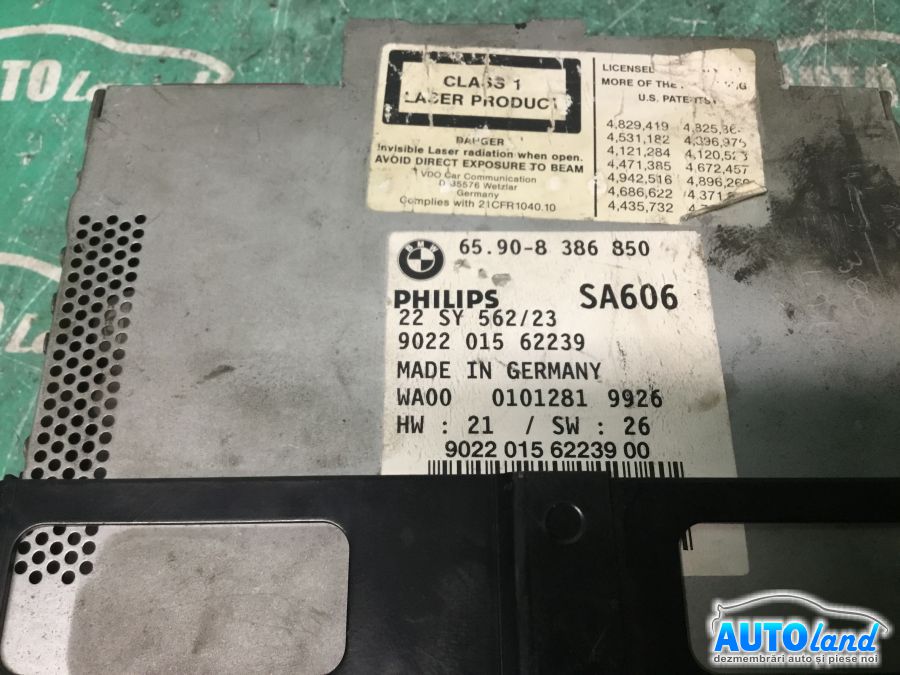 CLASS 1
LASER PRODUCT
DANGER
Invisible Laser radiation when open.
AVOID DIRECT EXPOSURE TO BEAM
VDO Car Communication
D-35576 Wetzlar
Germany
Complies with 21CFR1040.10
MORE OF THE
U.S. PATENTS
4,829,419
4,531,182
4,121,284 4,120,523
4,471,385 4,672,457
4,942,516 4,896,260
4,686,622 4,371,
4,435,732
BMW 65.90-8 386 850
PHILIPS SA606
22 SY 562/23
9022 015 62239
MADE IN GERMANY
WA00 0101281 9926
HW : 21 / SW : 26
9022 015 62239 00
AUTOland
dezmembrări auto și piese noi